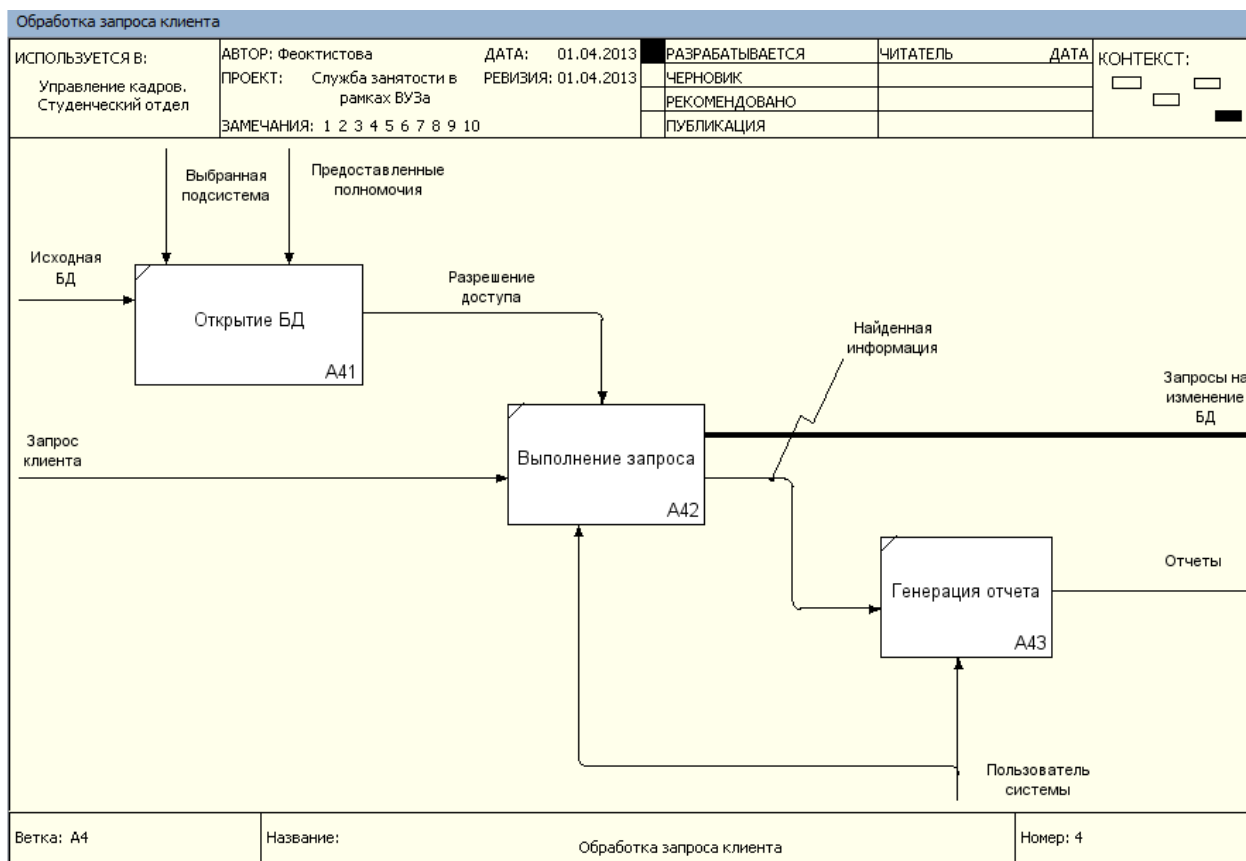 Обработка запроса клиента
ИСПОЛЬЗУЕТСЯ В:
Управление кадров.
Студенческий отдел
АВТОР: Феоктистова
ДАТА: 01.04.2013
ПРОЕКТ: Служба занятости в
рамках ВУЗа
РЕВИЗИЯ: 01.04.2013
ЗАМЕЧАНИЯ: 1 2 3 4 5 6 7 8 9 10
РАЗРАБАТЫВАЕТСЯ
ЧЕРНОВИК
РЕКОМЕНДОВАНО
ПУБЛИКАЦИЯ
ЧИТАТЕЛЬ
ДАТА
КОНТЕКСТ:
Выбранная
подсистема
Предоставленные
полномочия
Исходная
БД
Открытие БД
A41
Разрешение
доступа
Найденная
информация
Запросы на
изменение
БД
Запрос
клиента
Выполнение запроса
A42
Генерация отчета
A43
Отчеты
Пользователь
системы
Ветка: A4
Название:
Обработка запроса клиента
Номер: 4